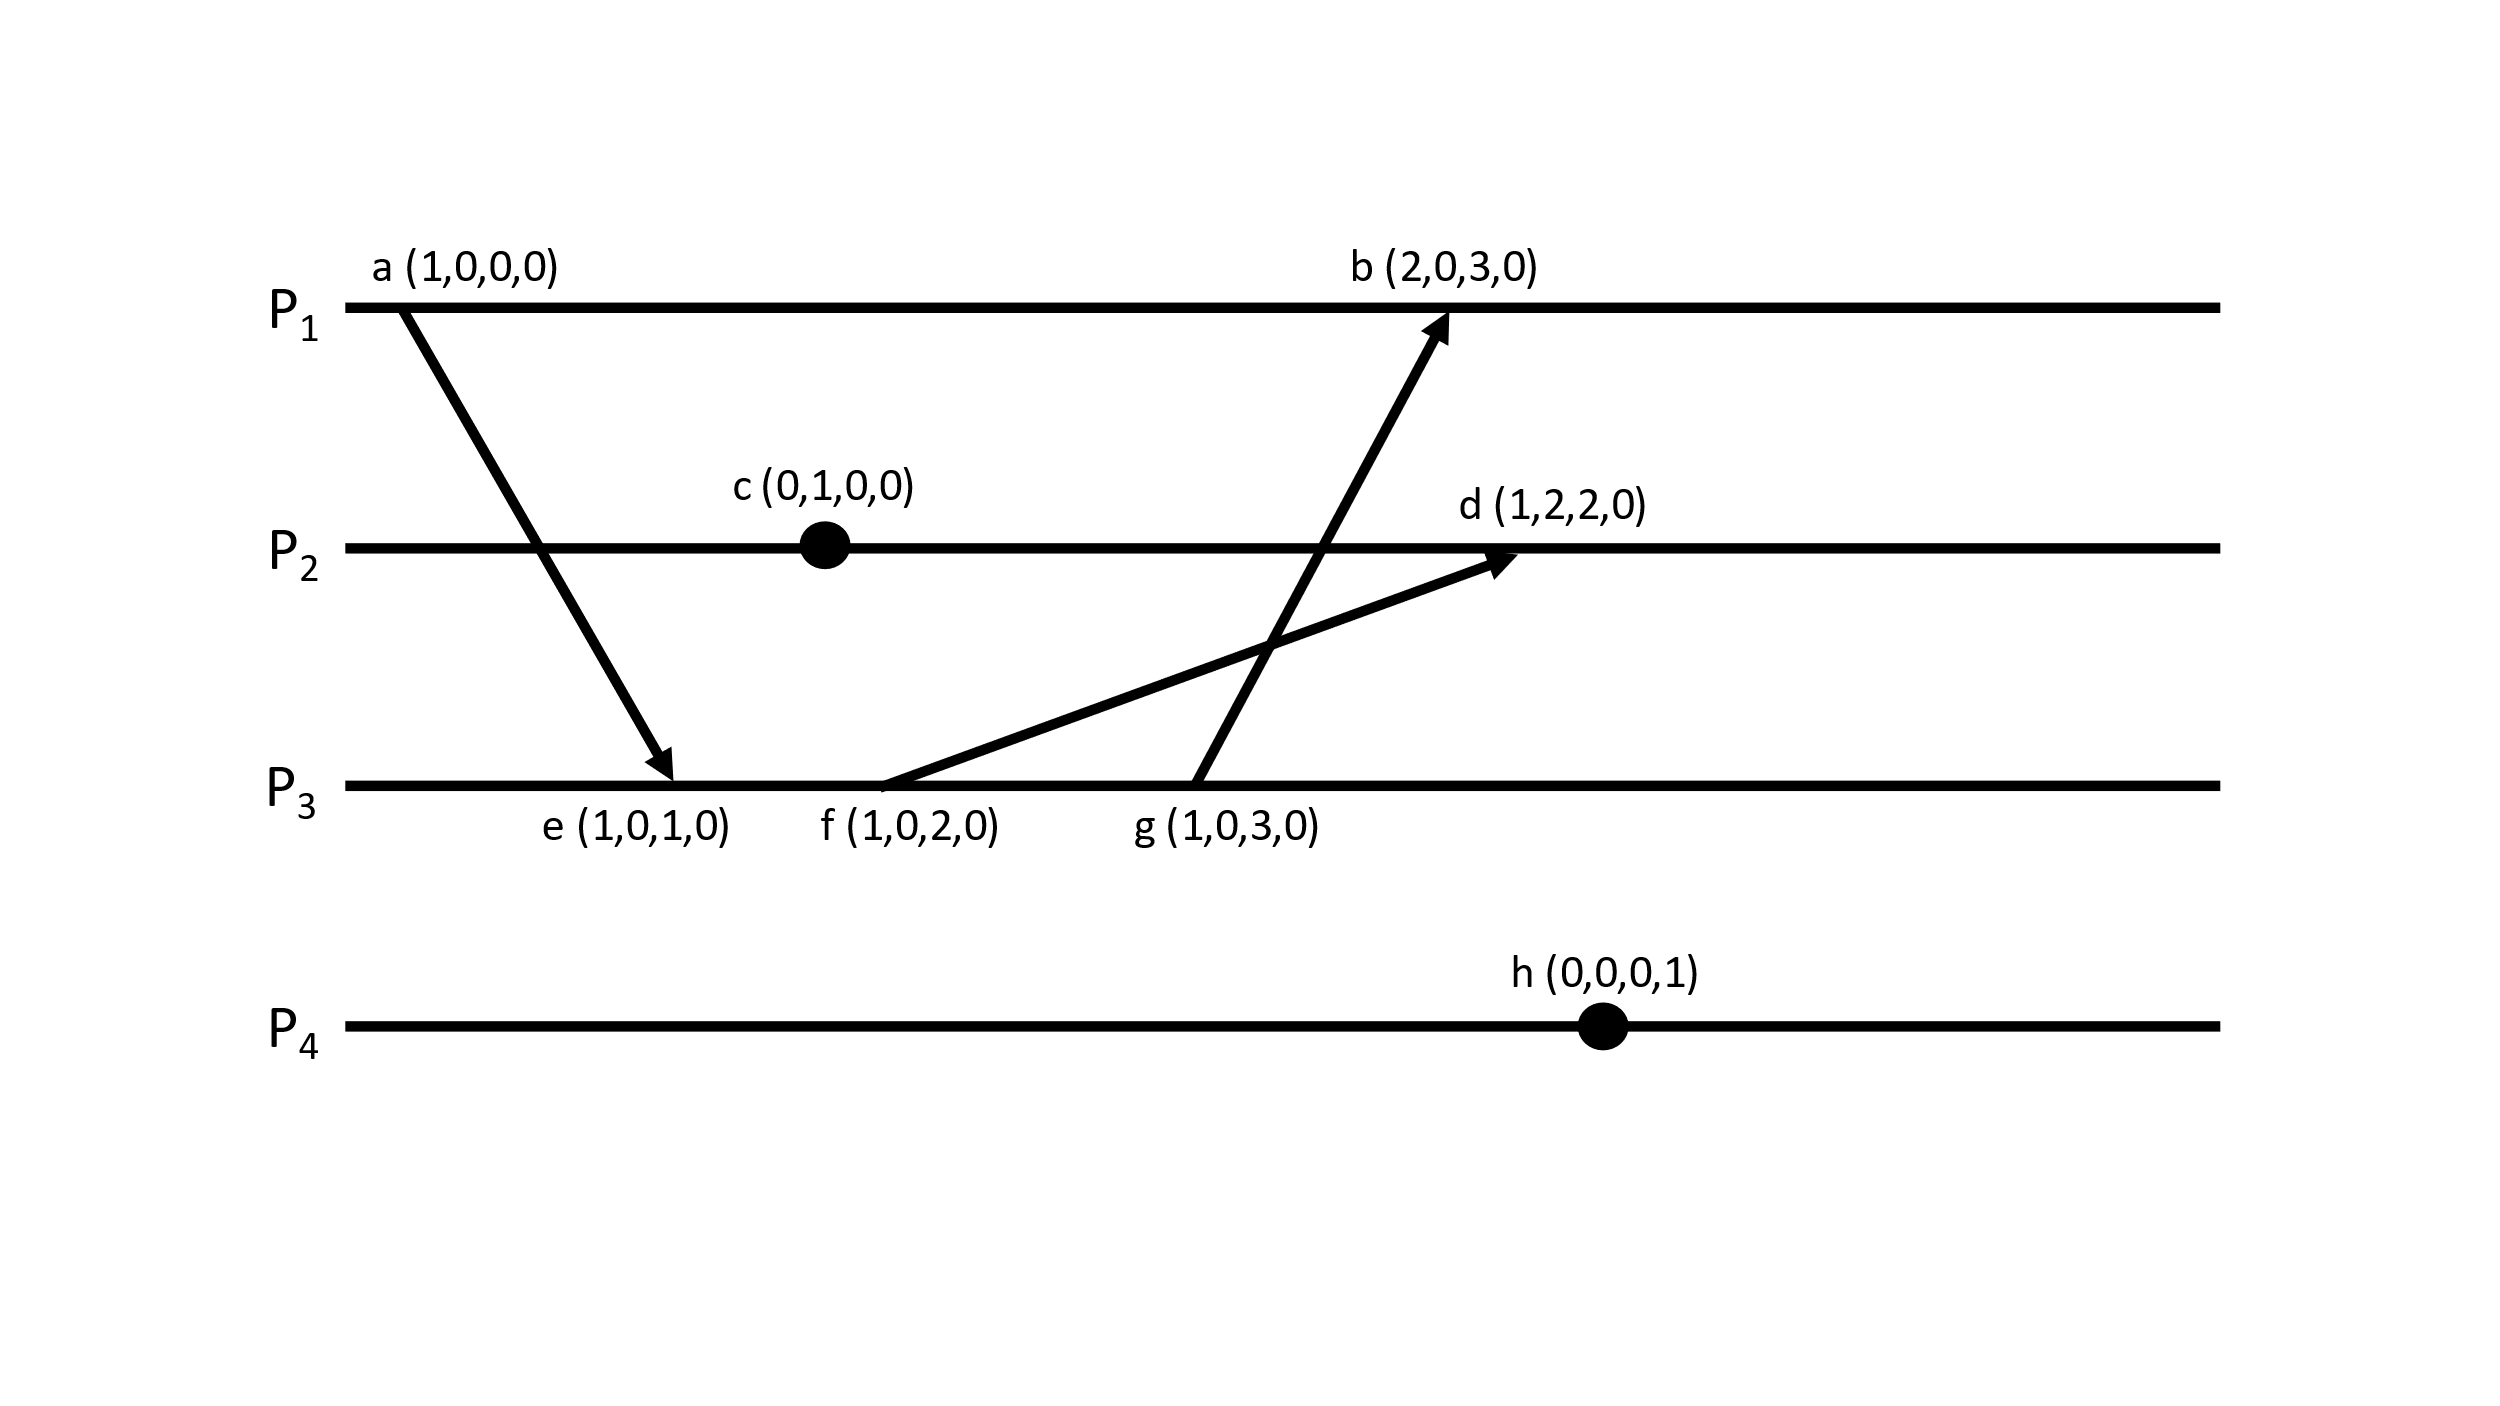 a (1,0,0,0)
b (2,0,3,0)
P1
c (0,1,0,0)
d (1,2,2,0)
P2
P3
e (1,0,1,0)
f (1,0,2,0)
g (1,0,3,0)
h (0,0,0,1)
P4